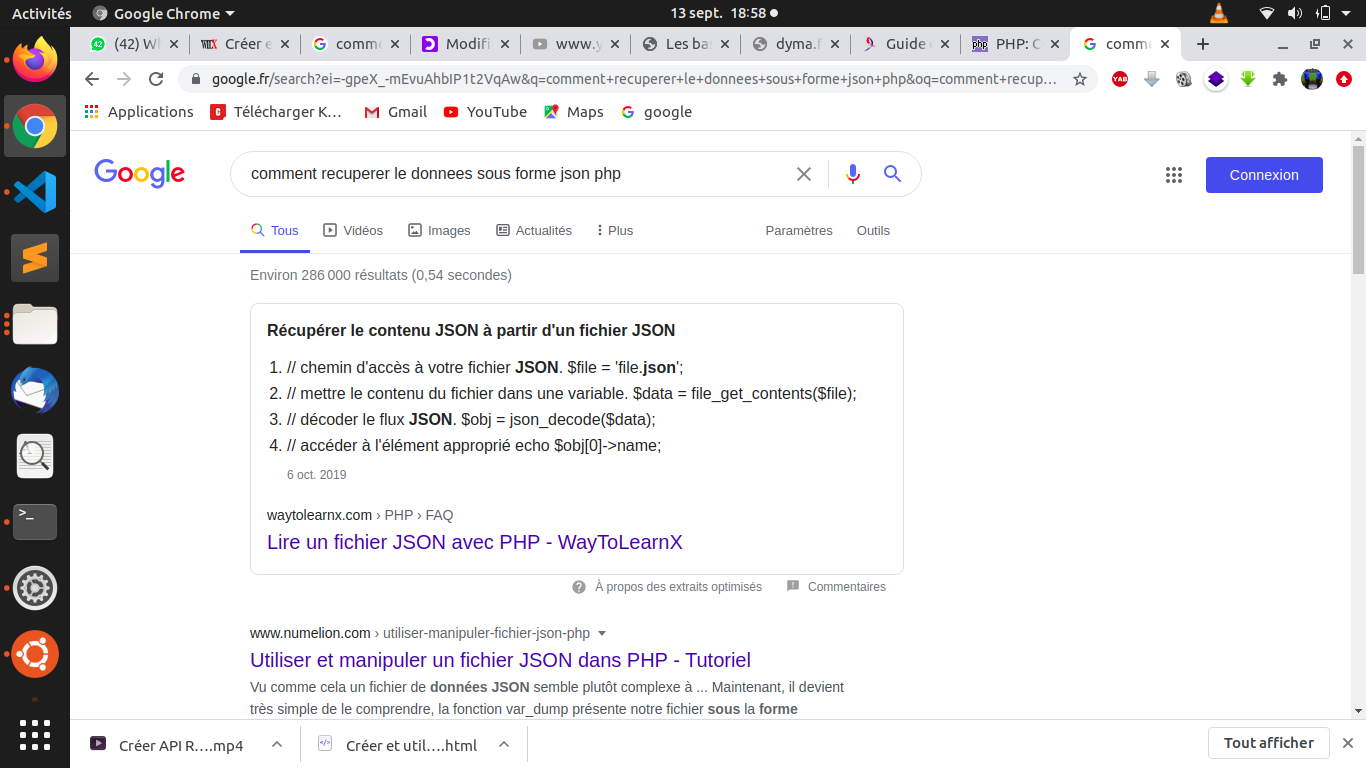 Activités Google Chrome 13 sept. 18:58
(42) Wh Créer e comme Modifi www.y Les bas dyma.f Guide d PHP: C comme
google.fr/search?ei=-gpeX_-mEvuAhbIP1t2VqAw&q=comment+recuperer+le+donnees+sous+forme+json+php&oq=comment+recup…
YAB
Applications Télécharger K… Gmail YouTube Maps google
Google comment recuperer le donnees sous forme json php Connexion
Tous Vidéos Images Actualités Plus Paramètres Outils
Environ 286 000 résultats (0,54 secondes)
Récupérer le contenu JSON à partir d'un fichier JSON
1. // chemin d'accès à votre fichier JSON. $file = 'file.json';
2. // mettre le contenu du fichier dans une variable. $data = file_get_contents($file);
3. // décoder le flux JSON. $obj = json_decode($data);
4. // accéder à l'élément approprié echo $obj[0]->name;
6 oct. 2019
waytolearnx.com › PHP › FAQ
Lire un fichier JSON avec PHP - WayToLearnX
À propos des extraits optimisés Commentaires
www.numelion.com › utiliser-manipuler-fichier-json-php
Utiliser et manipuler un fichier JSON dans PHP - Tutoriel
Vu comme cela un fichier de données JSON semble plutôt complexe à ... Maintenant, il devient
très simple de le comprendre, la fonction var_dump présente notre fichier sous la forme
Créer API R….mp4 Créer et util….html Tout afficher